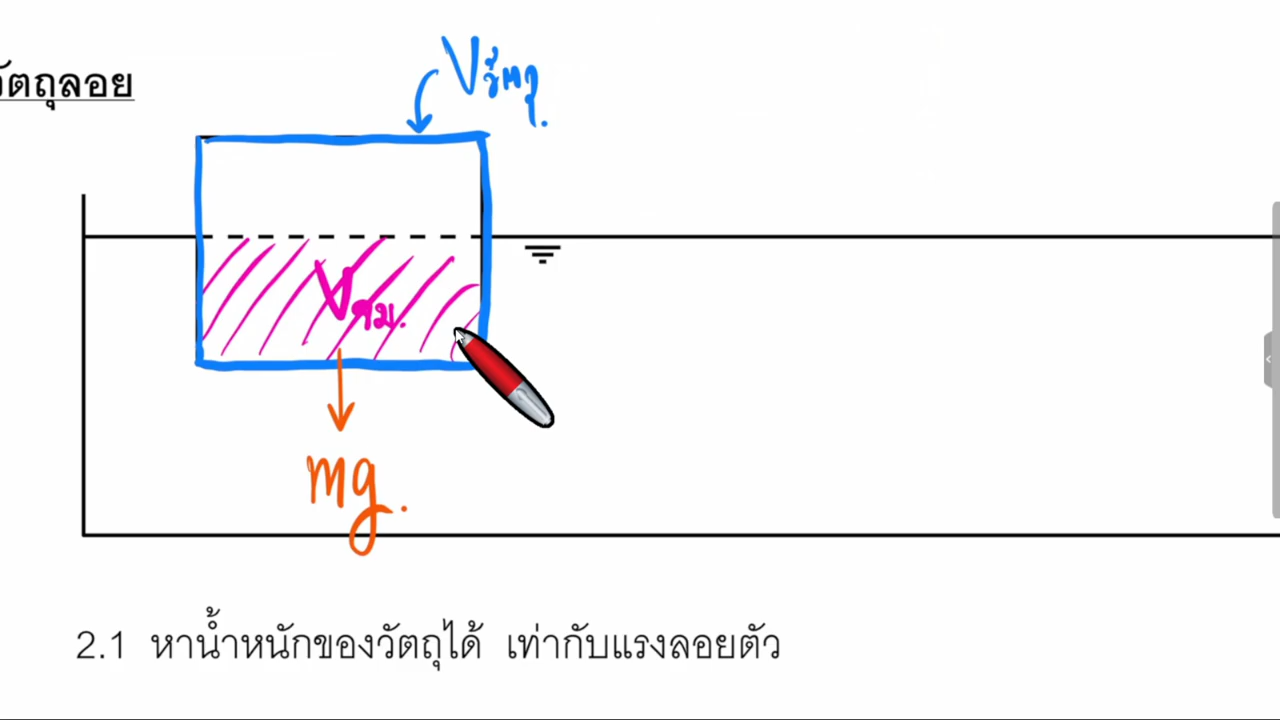 วัตถุลอย
Vวัตถุ.
Vจม.
mg.
2.1 หาน้ำหนักของวัตถุได้ เท่ากับแรงลอยตัว